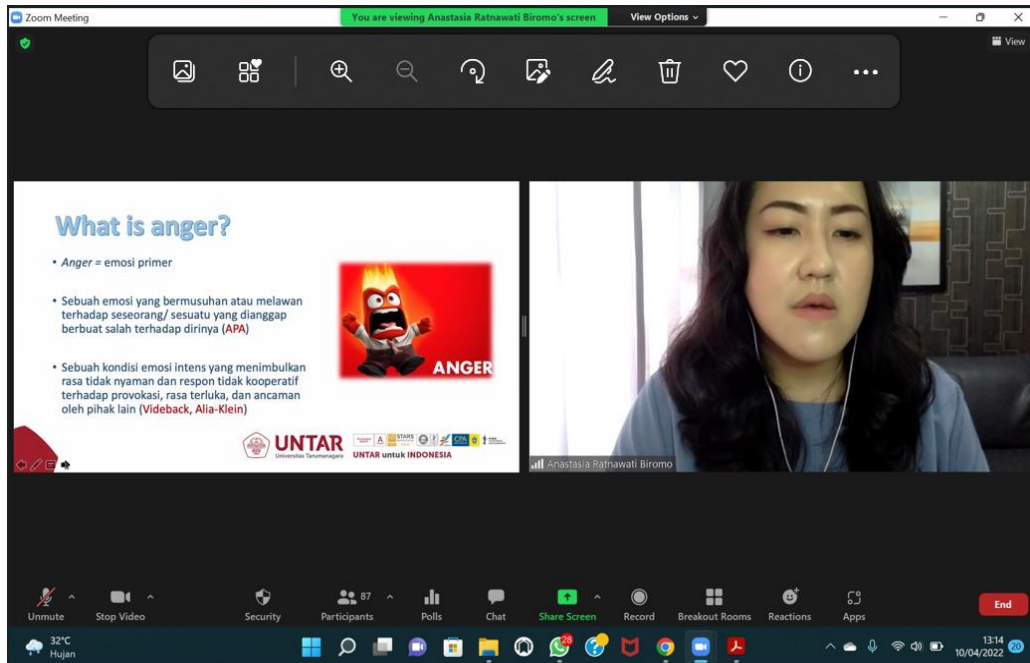 Zoom Meeting
You are viewing Anastasia Ratnawati Biromo's screen
View Options
View
What is anger?
• Anger = emosi primer
• Sebuah emosi yang bermusuhan atau melawan
terhadap seseorang/ sesuatu yang dianggap
berbuat salah terhadap dirinya (APA)
• Sebuah kondisi emosi intens yang menimbulkan
rasa tidak nyaman dan respon tidak kooperatif
terhadap provokasi, rasa terluka, dan ancaman
oleh pihak lain (Videback, Alia-Klein)
ANGER
UNTAR
Universitas Tarumanagara
STARS
CPA
UNTAR untuk INDONESIA
Anastasia Ratnawati Biromo
Unmute
Stop Video
Security
87
Participants
Polls
Chat
Share Screen
Record
Breakout Rooms
Reactions
Apps
End
32°C
Hujan
28
13:14
10/04/2022
20